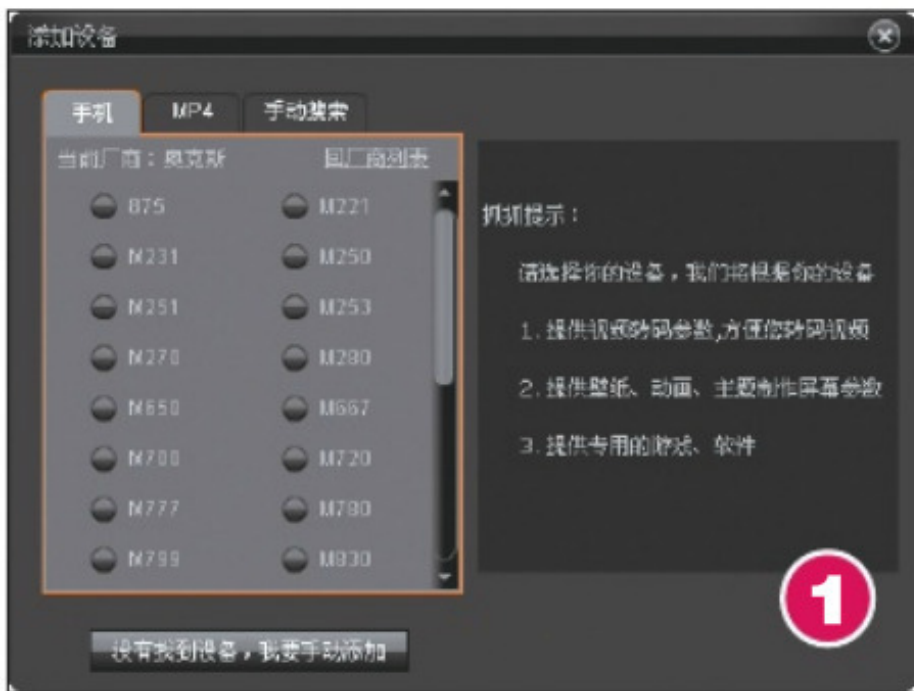 添加设备
手机 MP4 手动搜索
当前厂商：奥克斯 回厂商列表
875 M221
M231 M250
M251 M253
M270 M280
M650 M667
M700 M720
M777 M780
M799 M830
没有找到设备，我要手动添加
抓抓提示：
请选择你的设备，我们将根据你的设备
1.提供视频转码参数,方便您转码视频
2.提供壁纸、动画、主题制作屏幕参数
3.提供专用的游戏、软件
1